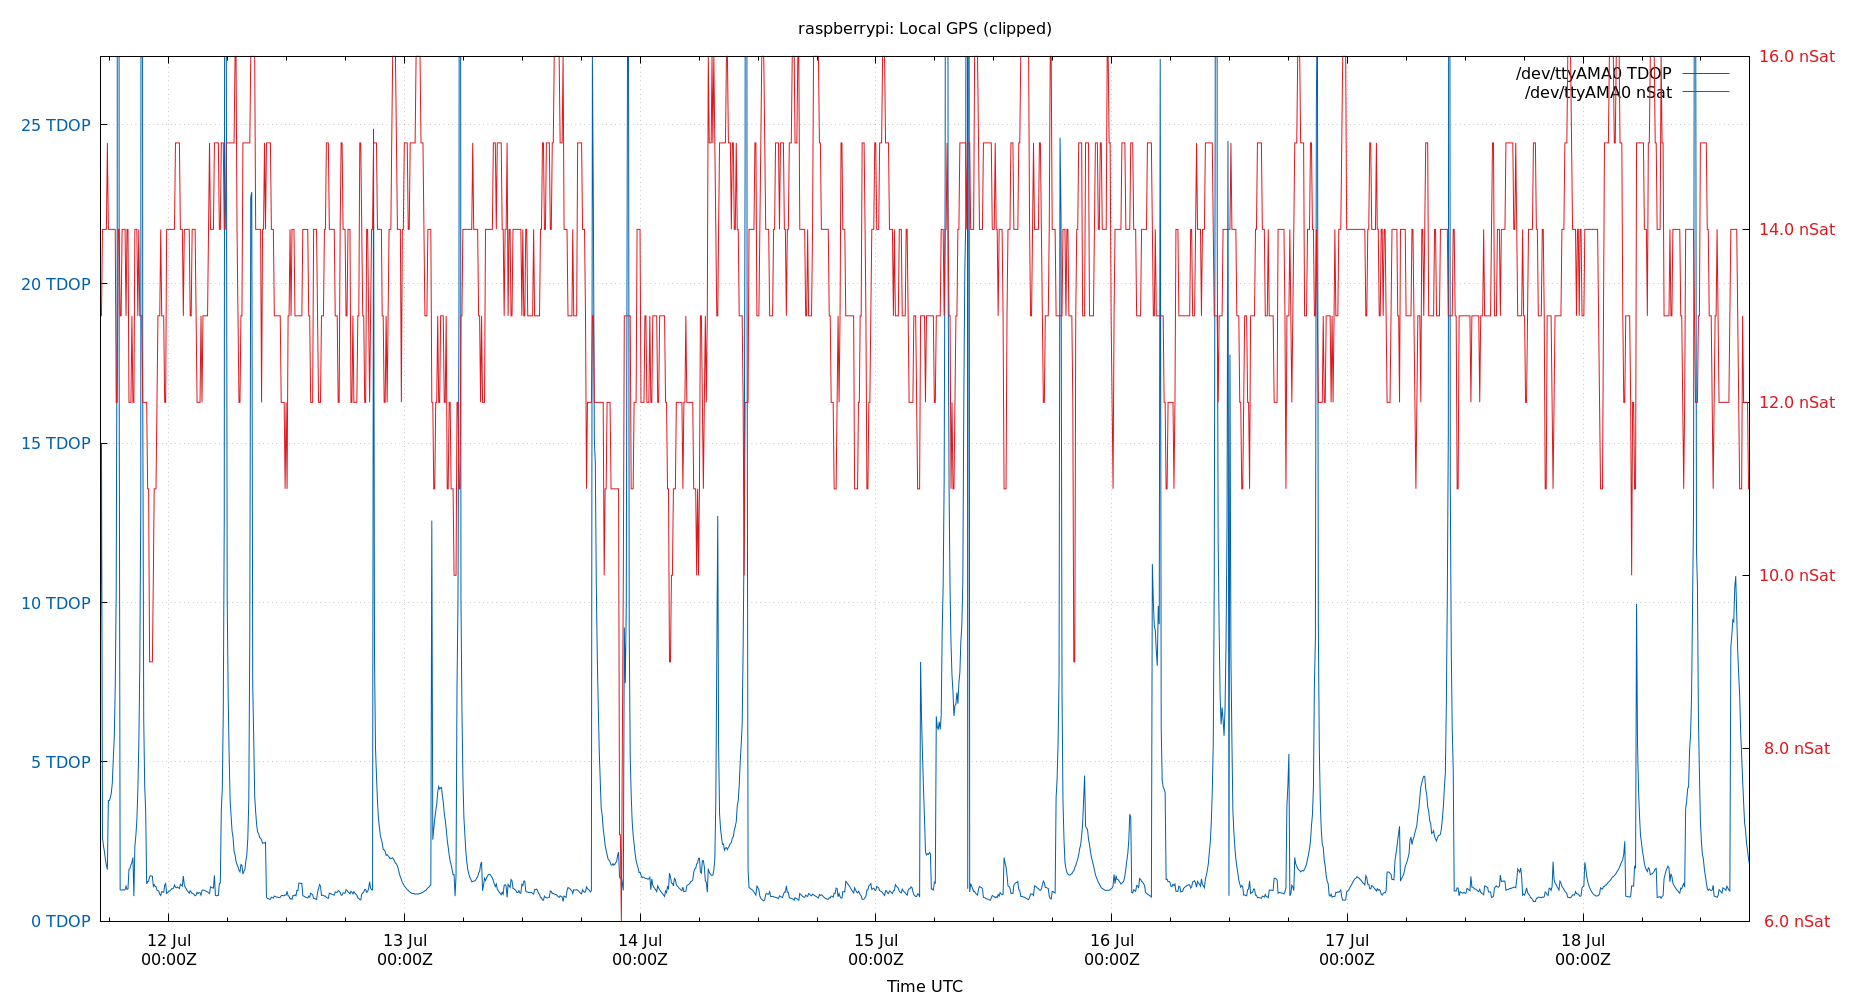 raspberrypi: Local GPS (clipped)
/dev/ttyAMA0 TDOP
/dev/ttyAMA0 nSat
25 TDOP
20 TDOP
15 TDOP
10 TDOP
5 TDOP
0 TDOP
16.0 nSat
14.0 nSat
12.0 nSat
10.0 nSat
8.0 nSat
6.0 nSat
12 Jul
00:00Z
13 Jul
00:00Z
14 Jul
00:00Z
15 Jul
00:00Z
16 Jul
00:00Z
17 Jul
00:00Z
18 Jul
00:00Z
Time UTC